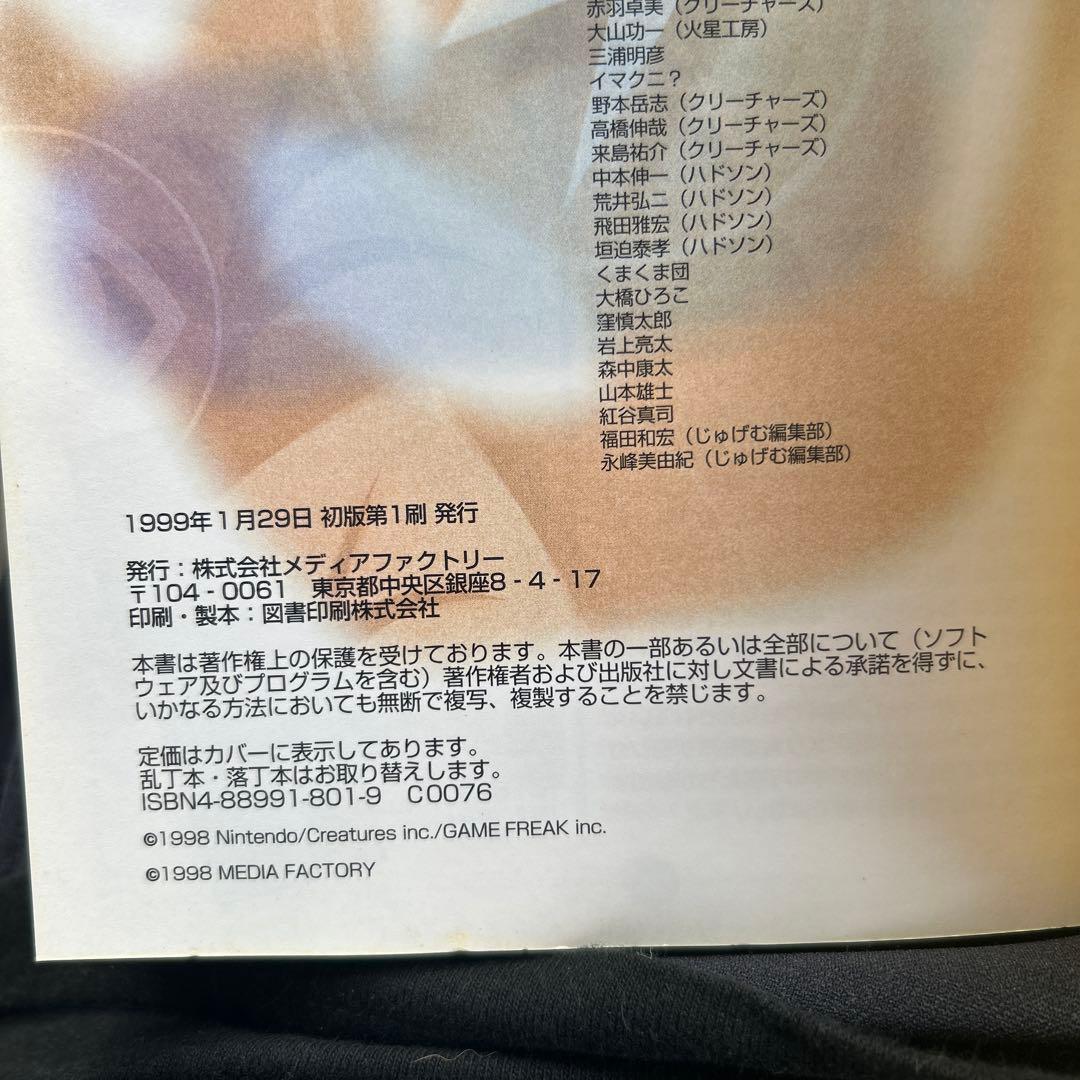 赤羽卓美（クリーチャーズ）
大山功一（火星工房）
三浦明彦
イマクニ？
野本岳志（クリーチャーズ）
高橋伸哉（クリーチャーズ）
来島祐介（クリーチャーズ）
中本伸一（ハドソン）
荒井弘二（ハドソン）
飛田雅宏（ハドソン）
垣迫泰孝（ハドソン）
くまくま団
大橋ひろこ
窪慎太郎
岩上亮太
森中康太
山本雄士
紅谷真司
福田和宏（じゅげむ編集部）
永峰美由紀（じゅげむ編集部）
1999年1月29日 初版第1刷 発行
発行：株式会社メディアファクトリー
〒104-0061 東京都中央区銀座8-4-17
印刷・製本：図書印刷株式会社
本書は著作権上の保護を受けております。本書の一部あるいは全部について（ソフト
ウェア及びプログラムを含む）著作権者および出版社に対し文書による承諾を得ずに、
いかなる方法においても無断で複写、複製することを禁じます。
定価はカバーに表示してあります。
乱丁本・落丁本はお取り替えします。
ISBN4-88991-801-9 C0076
©1998 Nintendo/Creatures inc./GAME FREAK inc.
©1998 MEDIA FACTORY